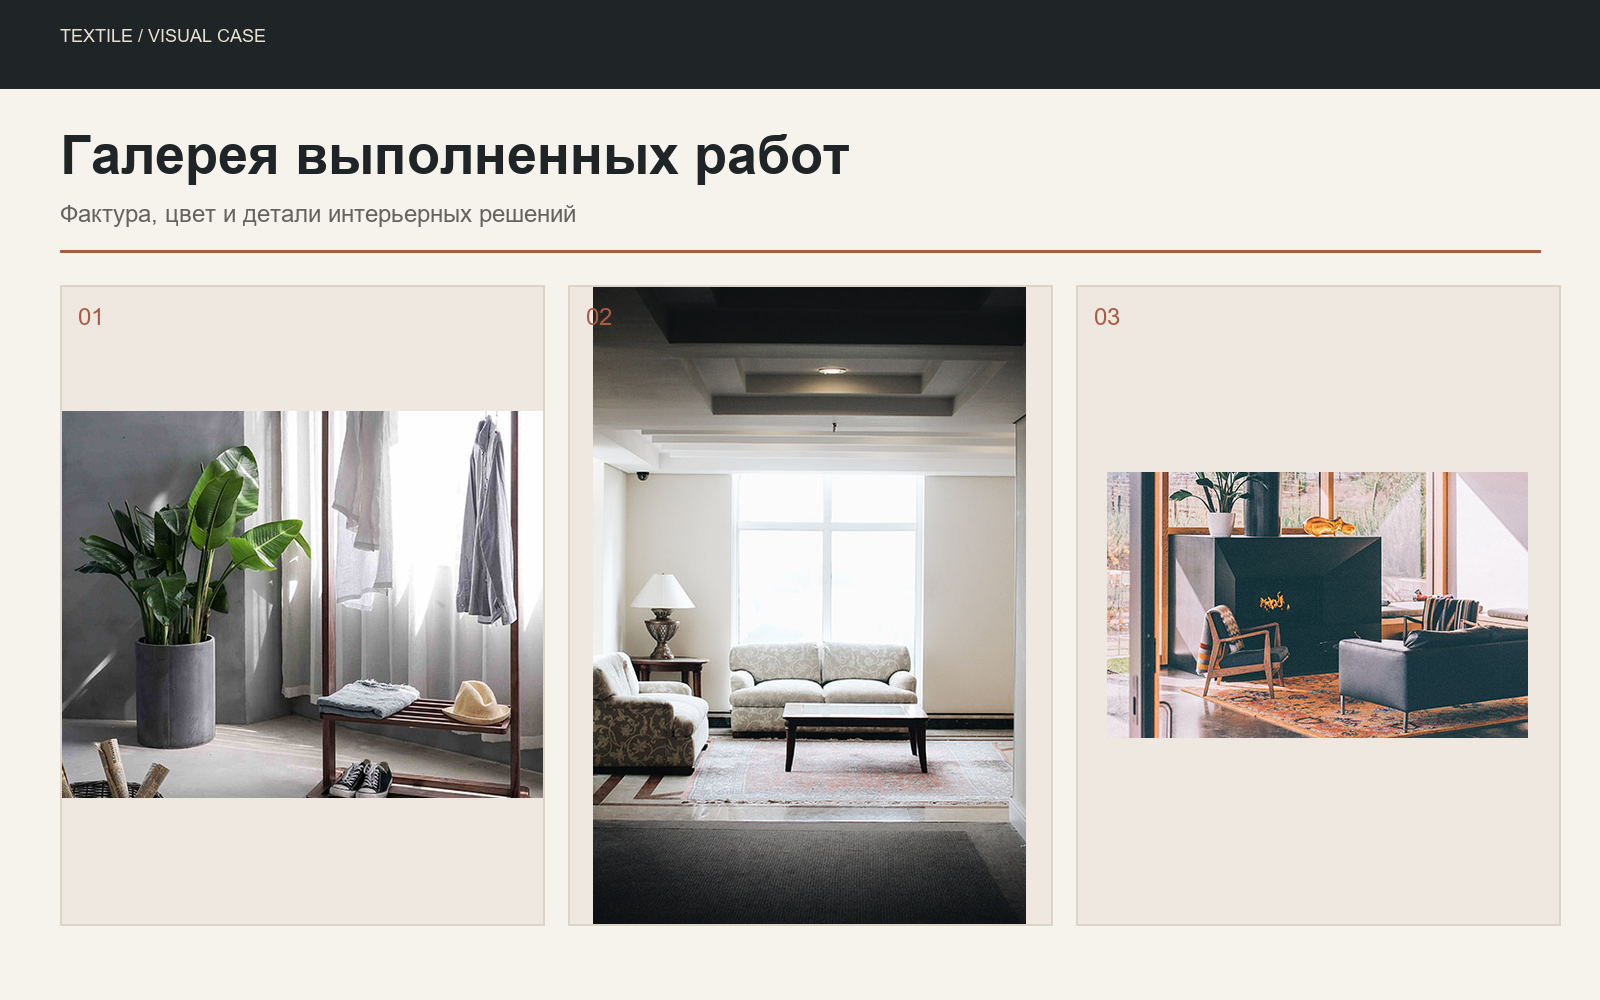 TEXTILE / VISUAL CASE
Галерея выполненных работ
Фактура, цвет и детали интерьерных решений
01
02
03